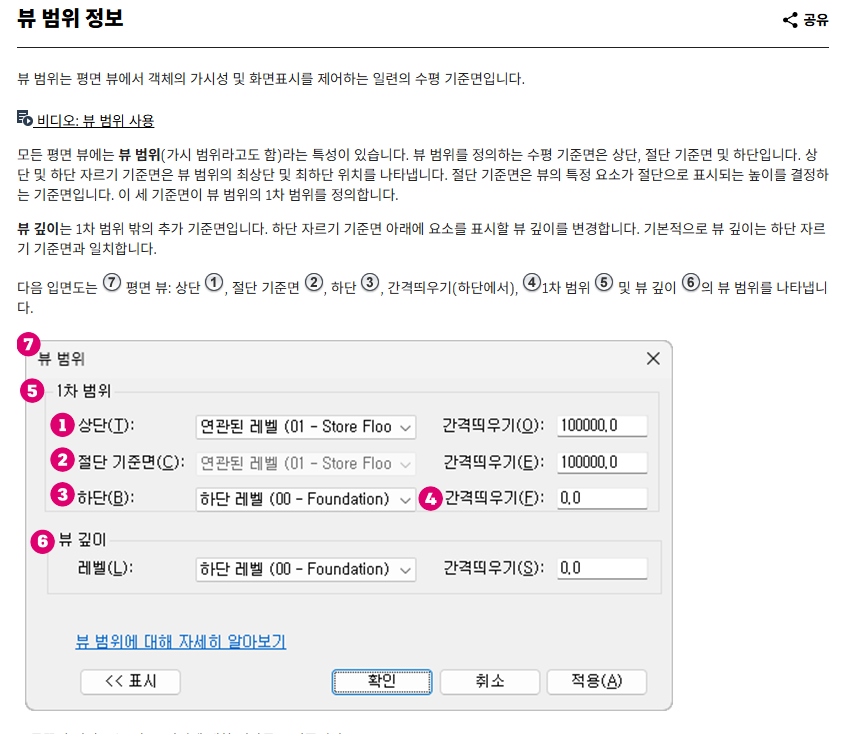 뷰 범위 정보
공유
뷰 범위는 평면 뷰에서 객체의 가시성 및 화면표시를 제어하는 일련의 수평 기준면입니다.
비디오: 뷰 범위 사용
모든 평면 뷰에는 뷰 범위(가시 범위라고도 함)라는 특성이 있습니다. 뷰 범위를 정의하는 수평 기준면은 상단, 절단 기준면 및 하단입니다. 상
단 및 하단 자르기 기준면은 뷰 범위의 최상단 및 최하단 위치를 나타냅니다. 절단 기준면은 뷰의 특정 요소가 절단으로 표시되는 높이를 결정하
는 기준면입니다. 이 세 기준면이 뷰 범위의 1차 범위를 정의합니다.
뷰 깊이는 1차 범위 밖의 추가 기준면입니다. 하단 자르기 기준면 아래에 요소를 표시할 뷰 깊이를 변경합니다. 기본적으로 뷰 깊이는 하단 자르
기 기준면과 일치합니다.
다음 입면도는 ⑦ 평면 뷰: 상단 ①, 절단 기준면 ②, 하단 ③, 간격띄우기(하단에서), ④1차 범위 ⑤ 및 뷰 깊이 ⑥의 뷰 범위를 나타냅니
다.
7
뷰 범위
5 1차 범위
1 상단(T): 연관된 레벨 (01 - Store Floo 간격띄우기(O): 100000,0
2 절단 기준면(C): 연관된 레벨 (01 - Store Floo 간격띄우기(E): 100000,0
3 하단(B): 하단 레벨 (00 - Foundation) 4 간격띄우기(F): 0,0
6 뷰 깊이
레벨(L): 하단 레벨 (00 - Foundation) 간격띄우기(S): 0,0
뷰 범위에 대해 자세히 알아보기
<< 표시 확인 취소 적용(A)